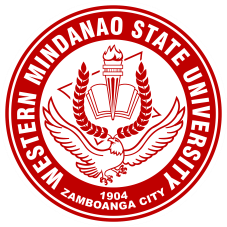 WESTERN MINDANAO STATE UNIVERSITY
1904
ZAMBOANGA CITY